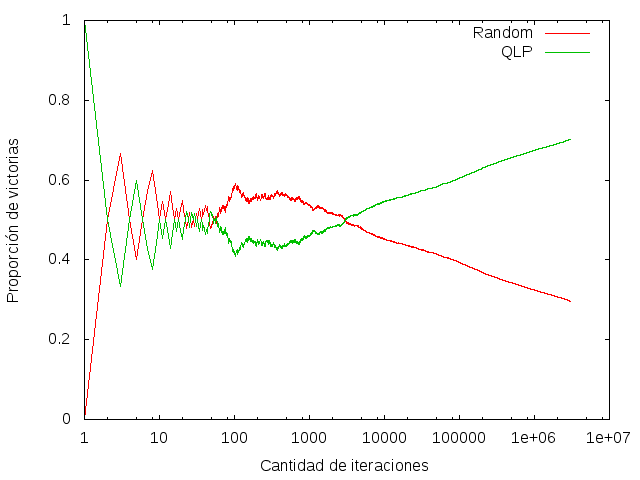 Random
QLP
1
0.8
0.6
0.4
0.2
0
Proporción de victorias
1 10 100 1000 10000 100000 1e+06 1e+07
Cantidad de iteraciones